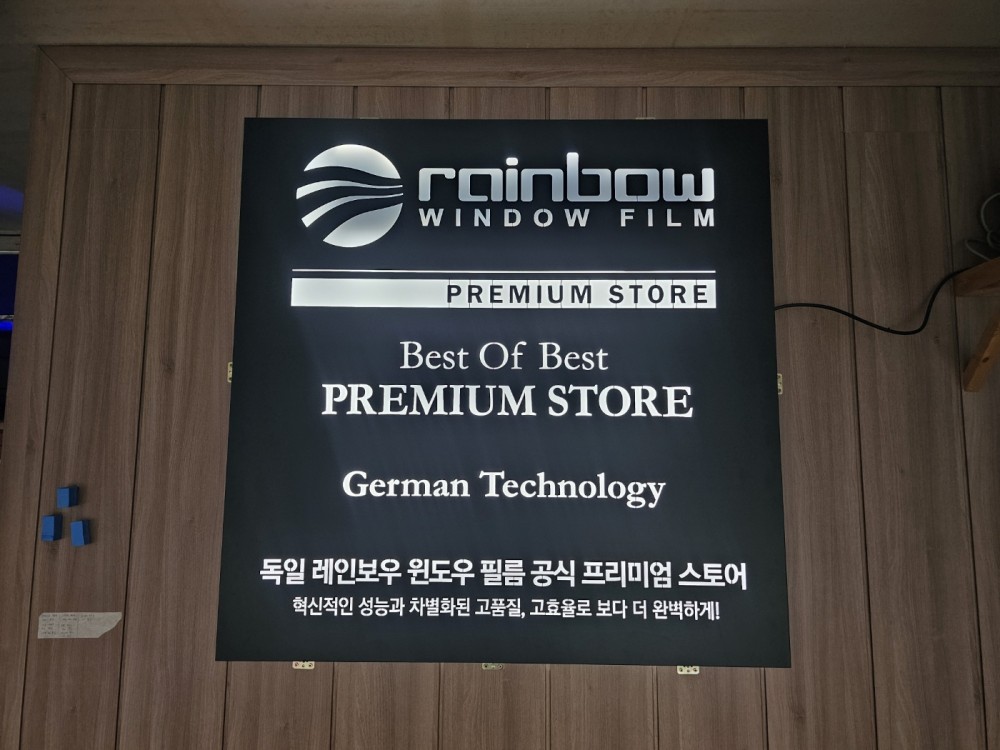 rainbow
WINDOW FILM
PREMIUM STORE
Best Of Best
PREMIUM STORE
German Technology
독일 레인보우 윈도우 필름 공식 프리미엄 스토어
혁신적인 성능과 차별화된 고품질, 고효율로 보다 더 완벽하게!